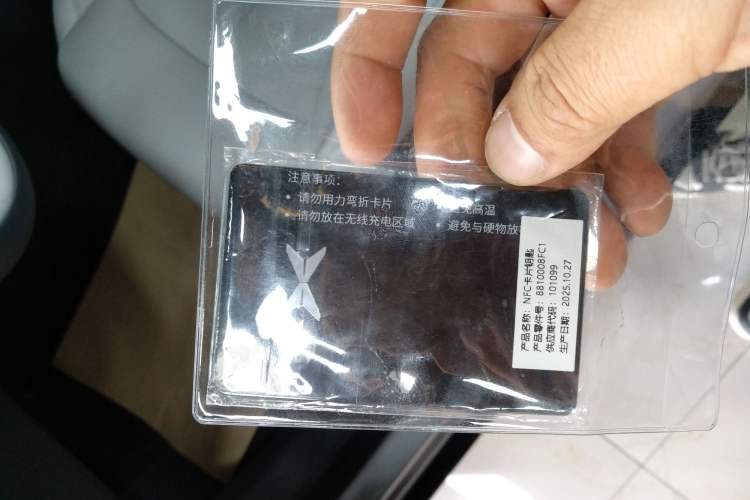 注意事项：
• 请勿用力弯折卡片
免高温
请勿放在无线充电区域
• 避免与硬物放
产品名称：NFC卡片钥匙
产品零件号：8810008FC1
供应商代码：101099
生产日期：2025.10.27